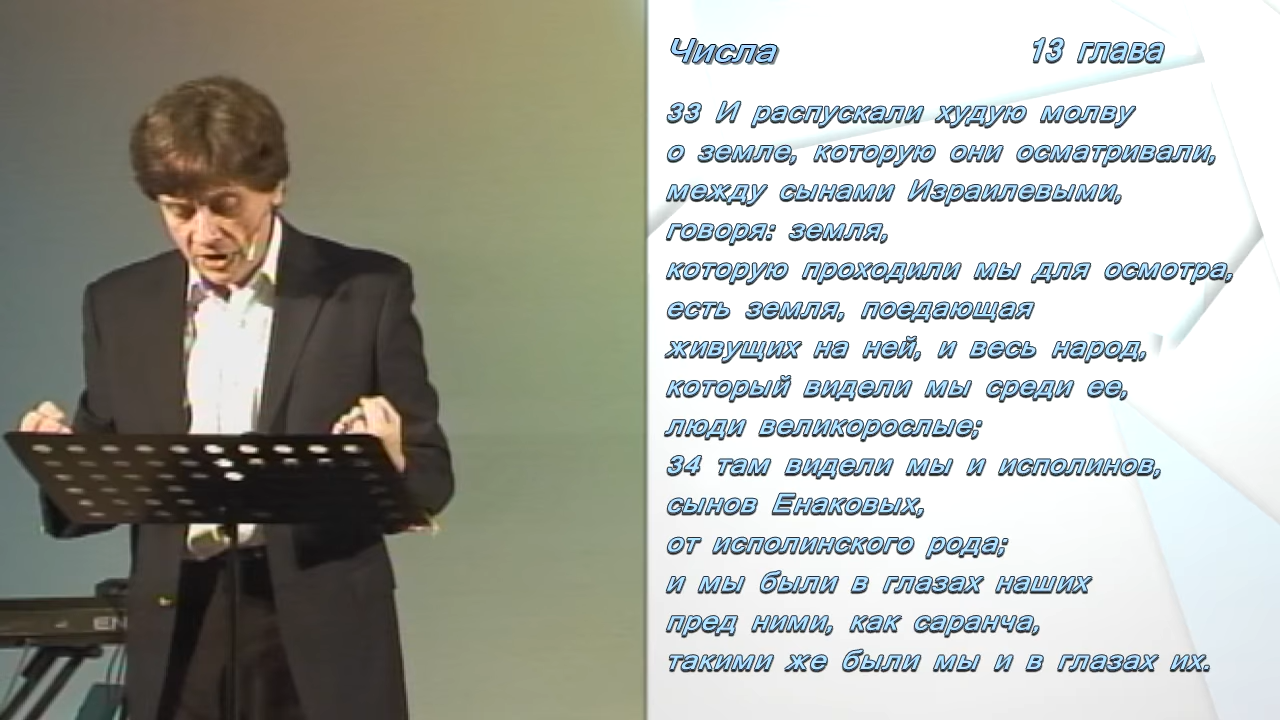 Числа 13 глава
33 И распускали худую молву
о земле, которую они осматривали,
между сынами Израилевыми,
говоря: земля,
которую проходили мы для осмотра,
есть земля, поедающая
живущих на ней, и весь народ,
который видели мы среди ее,
люди великорослые;
34 там видели мы и исполинов,
сынов Енаковых,
от исполинского рода;
и мы были в глазах наших
пред ними, как саранча,
такими же были мы и в глазах их.
EN